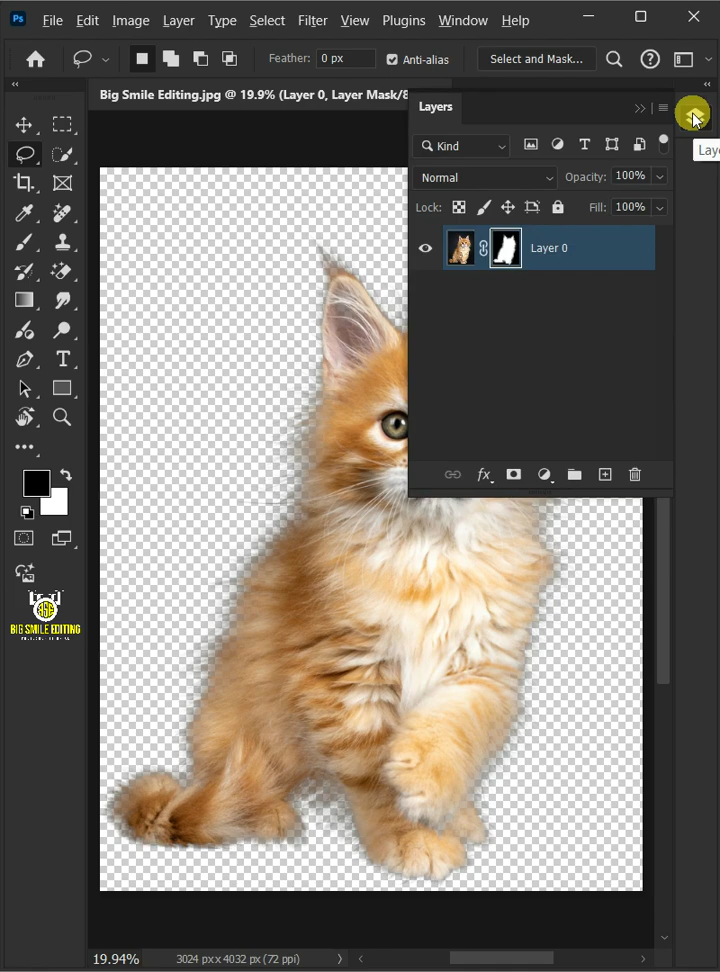 Ps File Edit Image Layer Type Select Filter View Plugins Window Help
Feather: 0 px Anti-alias Select and Mask...
Big Smile Editing.jpg @ 19.9% (Layer 0, Layer Mask/8
Layers
Laye
Kind
Normal Opacity: 100%
Lock: Fill: 100%
Layer 0
fx
BIG SMILE EDITING
19.94% 3024 px x 4032 px (72 ppi)